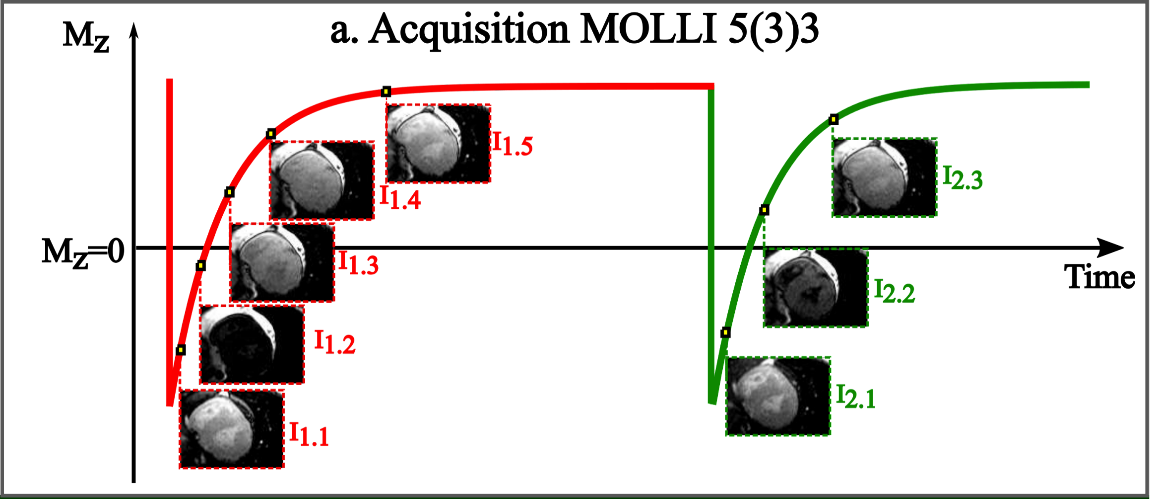 a. Acquisition MOLLI 5(3)3
Mz
I1.5
I1.4
I2.3
Mz=0
I1.3
Time
I2.2
I1.2
I2.1
I1.1